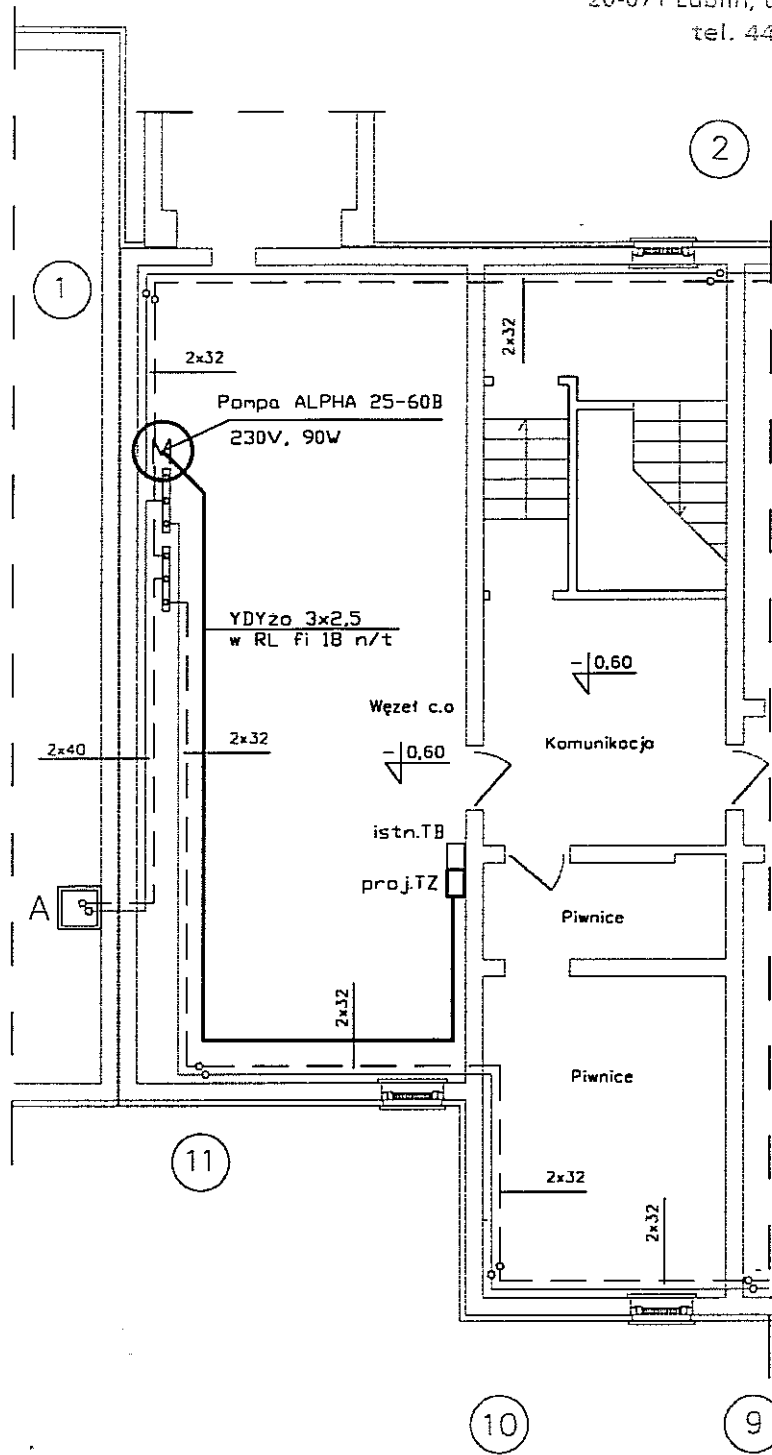 tel. 44
2
1
2x32
2x32
Pompa ALPHA 25-60B
230V, 90W
YDYżo 3x2,5
w RL fi 18 n/t
- 0,60
Węzeł c.o
Komunikacja
2x40
2x32
- 0,60
istn.TB
proj.TZ
A
Piwnice
2x32
Piwnice
11
2x32
2x32
10
9